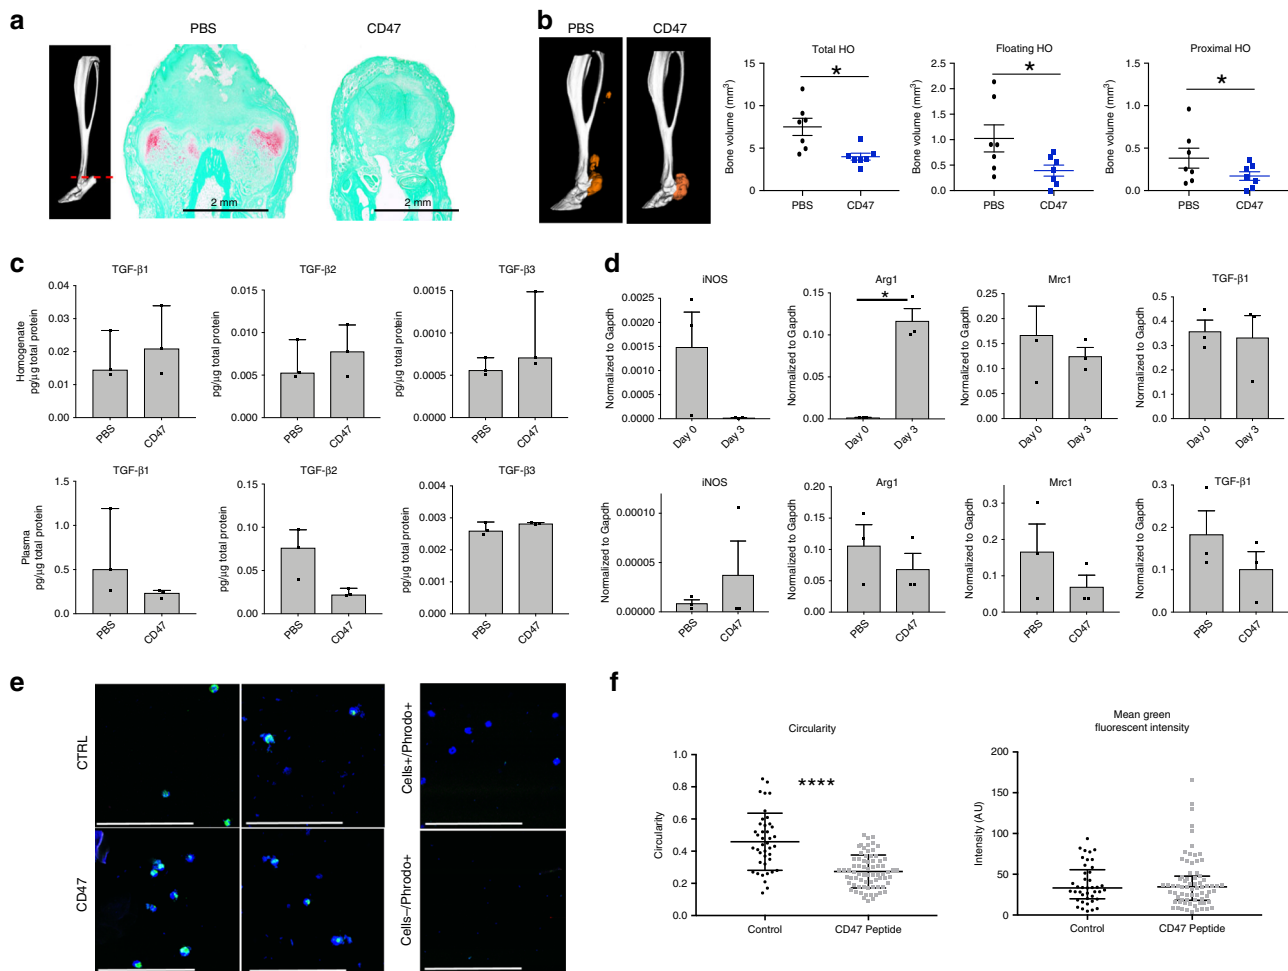 a
PBS
CD47
2 mm
2 mm
b
PBS
CD47
Total HO
Bone volume (mm³)
15
10
5
0
*
PBS
CD47
Floating HO
Bone volume (mm³)
2.5
2.0
1.5
1.0
0.5
0.0
*
PBS
CD47
Proximal HO
Bone volume (mm³)
1.5
1.0
0.5
0.0
*
PBS
CD47
c
TGF-β1
Homogenate
pg/μg total protein
0.04
0.03
0.02
0.01
0.00
PBS
CD47
TGF-β2
pg/μg total protein
0.015
0.010
0.005
0.000
PBS
CD47
TGF-β3
pg/μg total protein
0.0015
0.0010
0.0005
0.0000
PBS
CD47
TGF-β1
Plasma
pg/μg total protein
1.5
1.0
0.5
0.0
PBS
CD47
TGF-β2
pg/μg total protein
0.15
0.10
0.05
0.00
PBS
CD47
TGF-β3
pg/μg total protein
0.004
0.003
0.002
0.001
0.000
PBS
CD47
d
iNOS
Normalized to Gapdh
0.0025
0.0020
0.0015
0.0010
0.0005
0.0000
Day 0
Day 3
Arg1
Normalized to Gapdh
0.15
0.10
0.05
0.00
*
Day 0
Day 3
Mrc1
Normalized to Gapdh
0.25
0.20
0.15
0.10
0.05
0.00
Day 0
Day 3
TGF-β1
Normalized to Gapdh
0.5
0.4
0.3
0.2
0.1
0.0
Day 0
Day 3
iNOS
Normalized to Gapdh
0.00010
0.00005
0.00000
PBS
CD47
Arg1
Normalized to Gapdh
0.20
0.15
0.10
0.05
0.00
PBS
CD47
Mrc1
Normalized to Gapdh
0.3
0.2
0.1
0.0
PBS
CD47
TGF-β1
Normalized to Gapdh
0.3
0.2
0.1
0.0
PBS
CD47
e
CTRL
CD47
Cells+/Phrodo+
Cells–/Phrodo+
f
Circularity
Circularity
1.0
0.8
0.6
0.4
0.2
0.0
****
Control
CD47 Peptide
Mean green
fluorescent intensity
Intensity (AU)
200
150
100
50
0
Control
CD47 Peptide